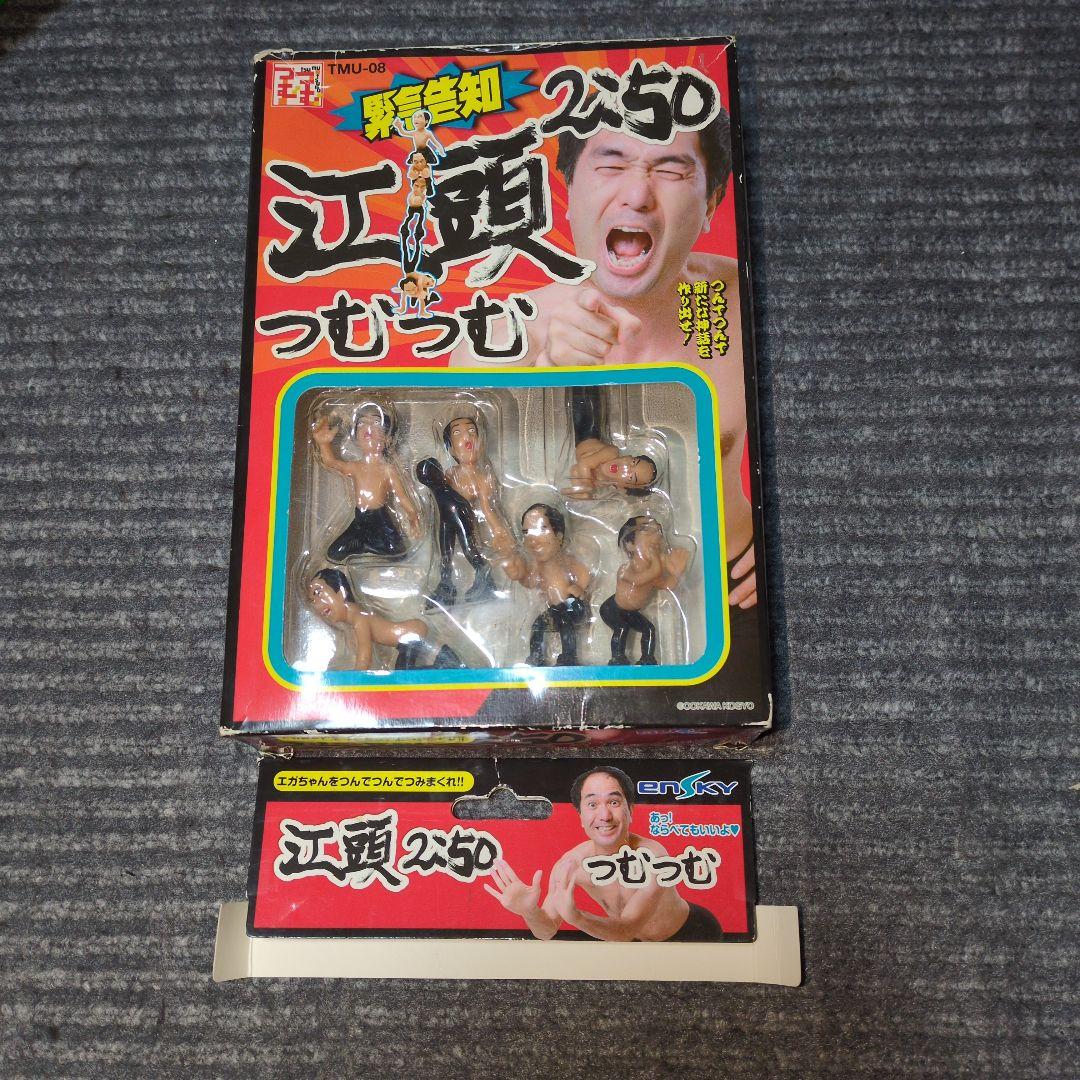 TMU-08
緊急告知
江頭2:50
つむつむ
つんでつんで
新たな神話を
作り出せ！
©OOKAWA KOGYO
エガちゃんをつんでつんでつみまくれ!!
ensky
あっ!
ならべてもいいよ♥
江頭2:50
つむつむ